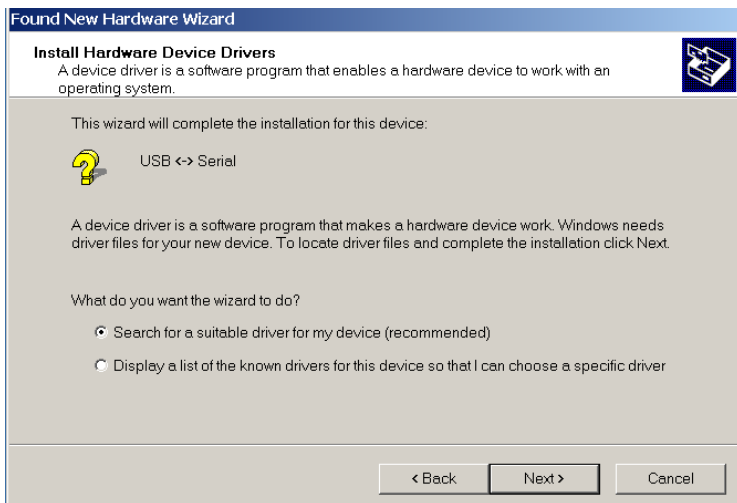 Found New Hardware Wizard
Install Hardware Device Drivers
A device driver is a software program that enables a hardware device to work with an
operating system.
This wizard will complete the installation for this device:
USB <-> Serial
A device driver is a software program that makes a hardware device work. Windows needs
driver files for your new device. To locate driver files and complete the installation click Next.
What do you want the wizard to do?
Search for a suitable driver for my device (recommended)
Display a list of the known drivers for this device so that I can choose a specific driver
< Back
Next >
Cancel